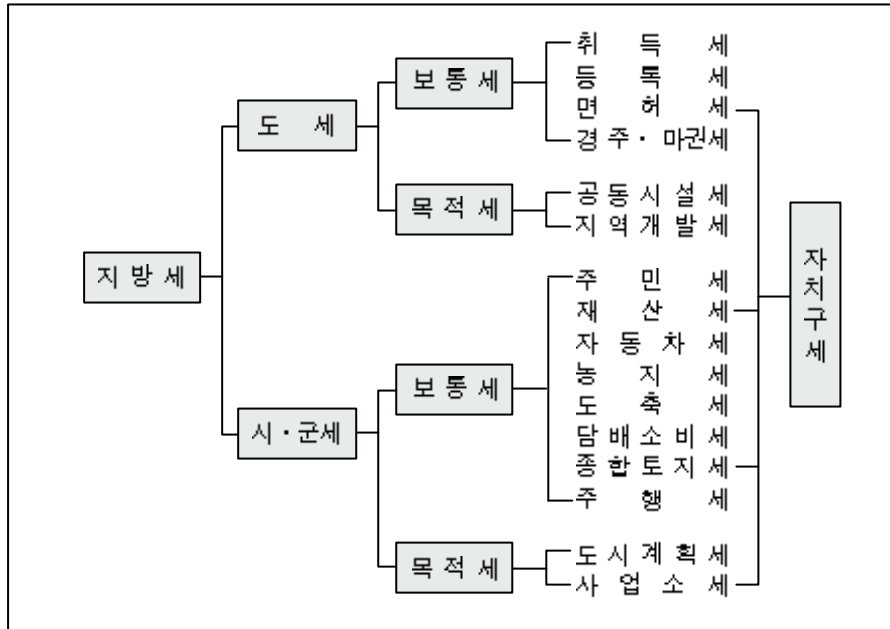 지방세
도세
보통세
취득세
등록세
면허세
경주·마권세
목적세
공동시설세
지역개발세
시·군세
보통세
주민세
재산세
자동차세
농지세
도축세
담배소비세
종합토지세
주행세
목적세
도시계획세
사업소세
자치구세